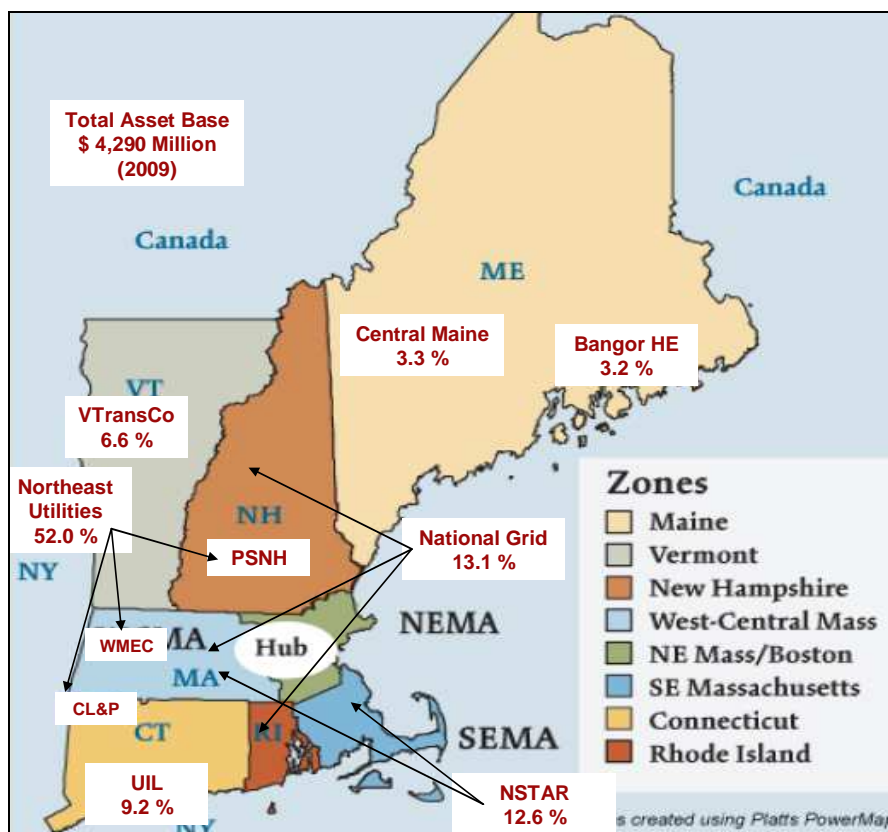 Total Asset Base
$ 4,290 Million
(2009)
Canada
Canada
ME
Central Maine
3.3 %
Bangor HE
3.2 %
VT
VTransCo
6.6 %
Northeast
Utilities
52.0 %
NH
PSNH
National Grid
13.1 %
NY
WMEC
MA
Hub
NEMA
MA
CL&P
CT
RI
SEMA
UIL
9.2 %
NSTAR
12.6 %
NY
Zones
Maine
Vermont
New Hampshire
West-Central Mass
NE Mass/Boston
SE Massachusetts
Connecticut
Rhode Island
s created using Platts PowerMap